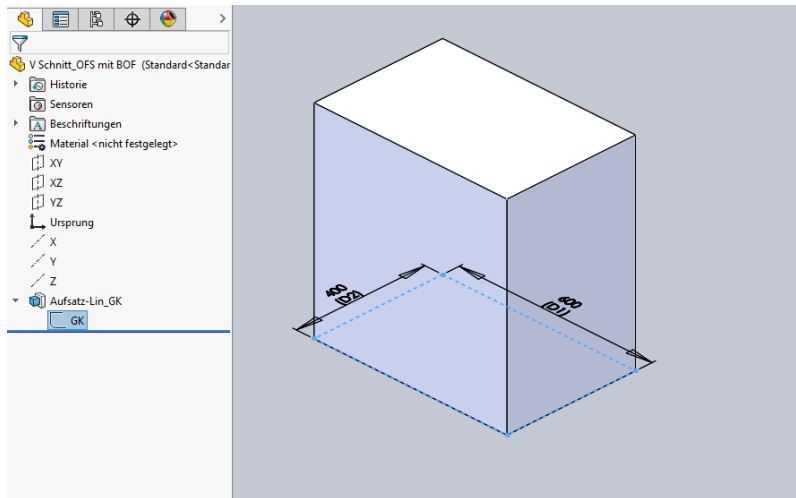 V Schnitt_OFS mit BOF (Standard<Standar
Historie
Sensoren
Beschriftungen
Material <nicht festgelegt>
XY
XZ
YZ
Ursprung
X
Y
Z
Aufsatz-Lin_GK
GK
400
(D2)
600
(D1)